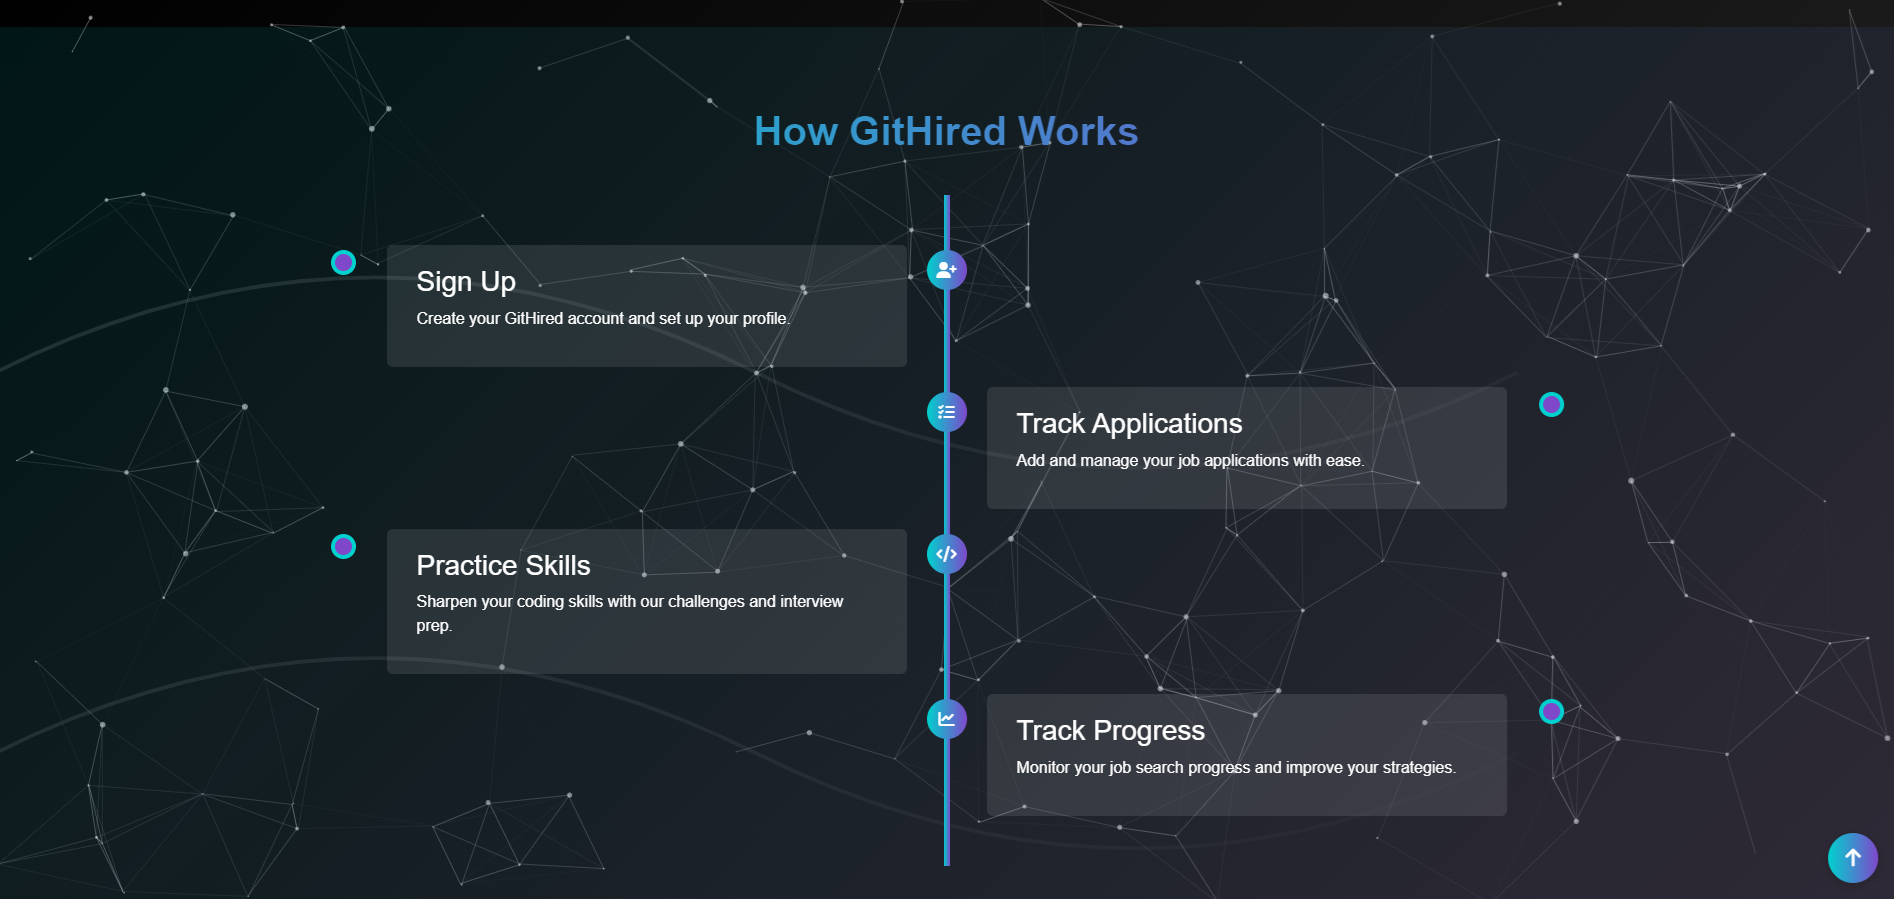 How GitHired Works
Sign Up
Create your GitHired account and set up your profile.
Track Applications
Add and manage your job applications with ease.
Practice Skills
Sharpen your coding skills with our challenges and interview
prep.
Track Progress
Monitor your job search progress and improve your strategies.